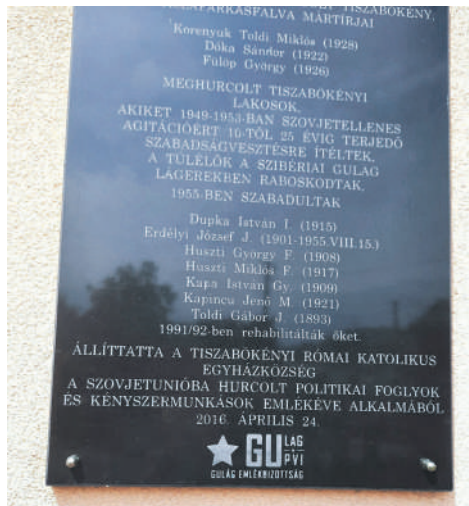 TISZABÖKÉNY,
MÁRTÍRJAI
Korenyuk Toldi Miklós (1928)
Dóka Sándor (1922)
Fülöp György (1926)
MEGHURCOLT TISZABÖKÉNYI
LAKOSOK,
AKIKET 1949-1953-BAN SZOVJETELLENES
AGITÁCIÓÉRT 10-TŐL 25 ÉVIG TERJEDŐ
SZABADSÁGVESZTÉSRE ÍTÉLTEK.
A TÚLÉLŐK A SZIBÉRIAI GULAG
LÁGEREKBEN RABOSKODTAK.
1955-BEN SZABADULTAK
Dupka István I. (1915)
Erdélyi József J. (1901-1955.VIII.15.)
Huszti György F. (1908)
Huszti Miklós F. (1917)
Kapa István Gy. (1909)
Kapincu Jenő M. (1921)
Toldi Gábor J. (1893)
1991/92-ben rehabilitálták őket.
ÁLLÍTTATTA A TISZABÖKÉNYI RÓMAI KATOLIKUS
EGYHÁZKÖZSÉG
A SZOVJETUNIÓBA HURCOLT POLITIKAI FOGLYOK
ÉS KÉNYSZERMUNKÁSOK EMLÉKÉVE ALKALMÁBÓL
2016. ÁPRILIS 24.
GULAG
PVI
GULÁG EMLÉKBIZOTTSÁG